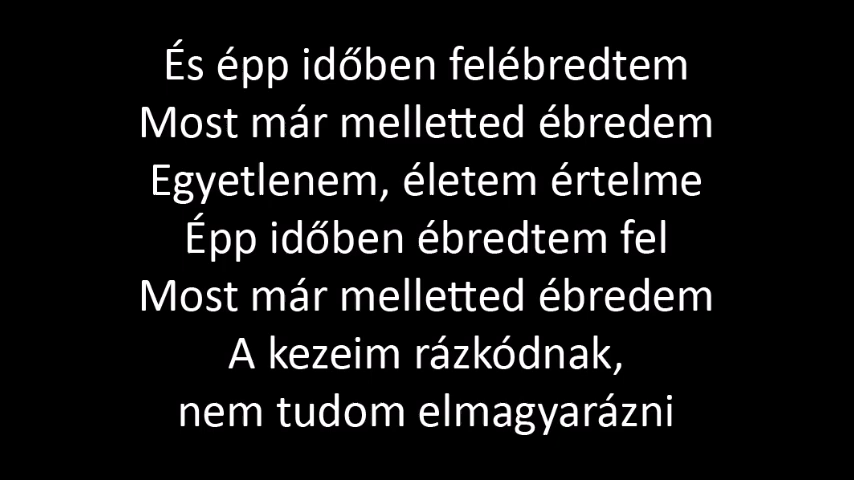 És épp időben felébredtem
Most már melletted ébredem
Egyetlenem, életem értelme
Épp időben ébredtem fel
Most már melletted ébredem
A kezeim rázkódnak,
nem tudom elmagyarázni